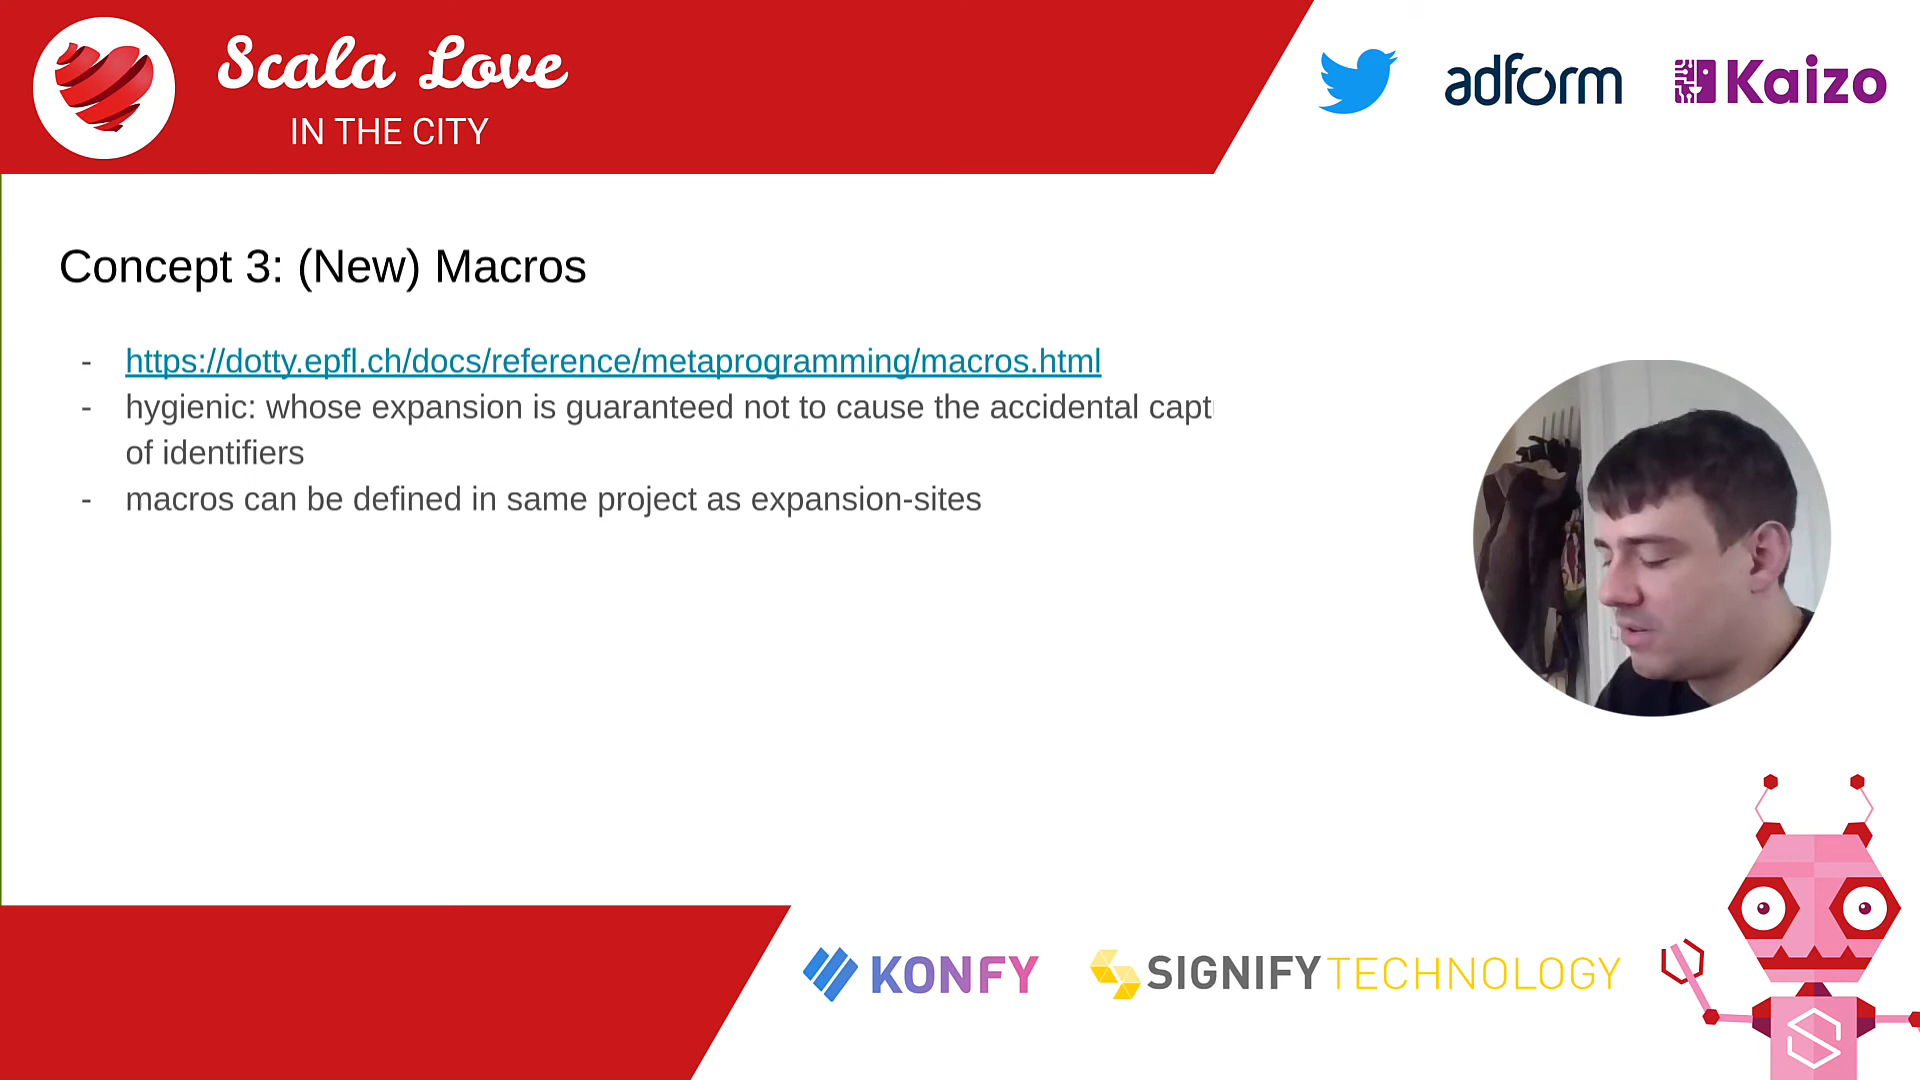 Scala Love
IN THE CITY
adform
Kaizo
Concept 3: (New) Macros
- https://dotty.epfl.ch/docs/reference/metaprogramming/macros.html
- hygienic: whose expansion is guaranteed not to cause the accidental capt
of identifiers
- macros can be defined in same project as expansion-sites
KONFY
SIGNIFY TECHNOLOGY